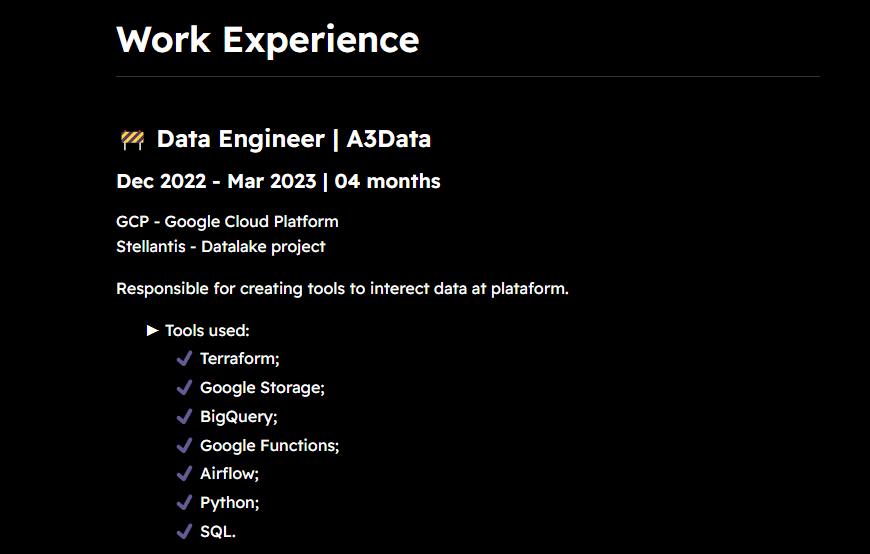 Work Experience
Data Engineer | A3Data
Dec 2022 - Mar 2023 | 04 months
GCP - Google Cloud Platform
Stellantis - Datalake project
Responsible for creating tools to interect data at plataform.
► Tools used:
✔ Terraform;
✔ Google Storage;
✔ BigQuery;
✔ Google Functions;
✔ Airflow;
✔ Python;
✔ SQL.